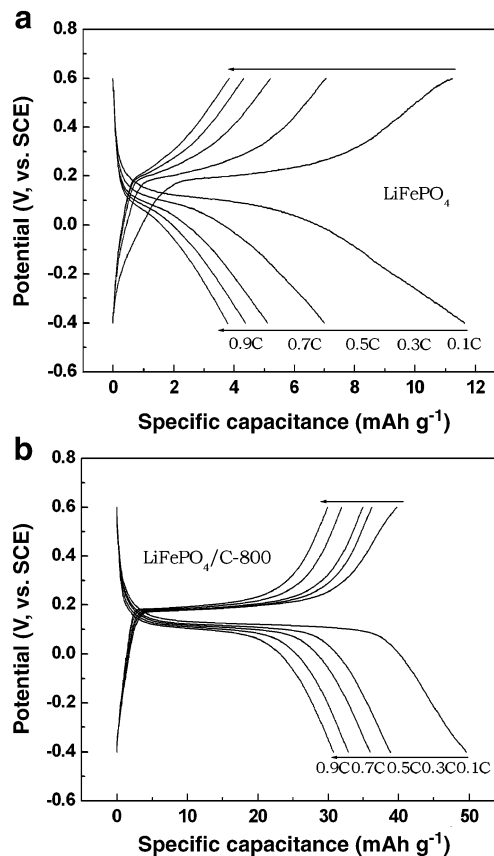 a
Potential (V, vs. SCE)
0.6
0.4
0.2
0.0
-0.2
-0.4
-0.6
LiFePO4
0.9C 0.7C 0.5C 0.3C 0.1C
0 2 4 6 8 10 12
Specific capacitance (mAh g-1)
b
Potential (V, vs. SCE)
0.8
0.6
0.4
0.2
0.0
-0.2
-0.4
-0.6
LiFePO4/C-800
0.9C 0.7C 0.5C 0.3C 0.1C
0 10 20 30 40 50
Specific capacitance (mAh g-1)